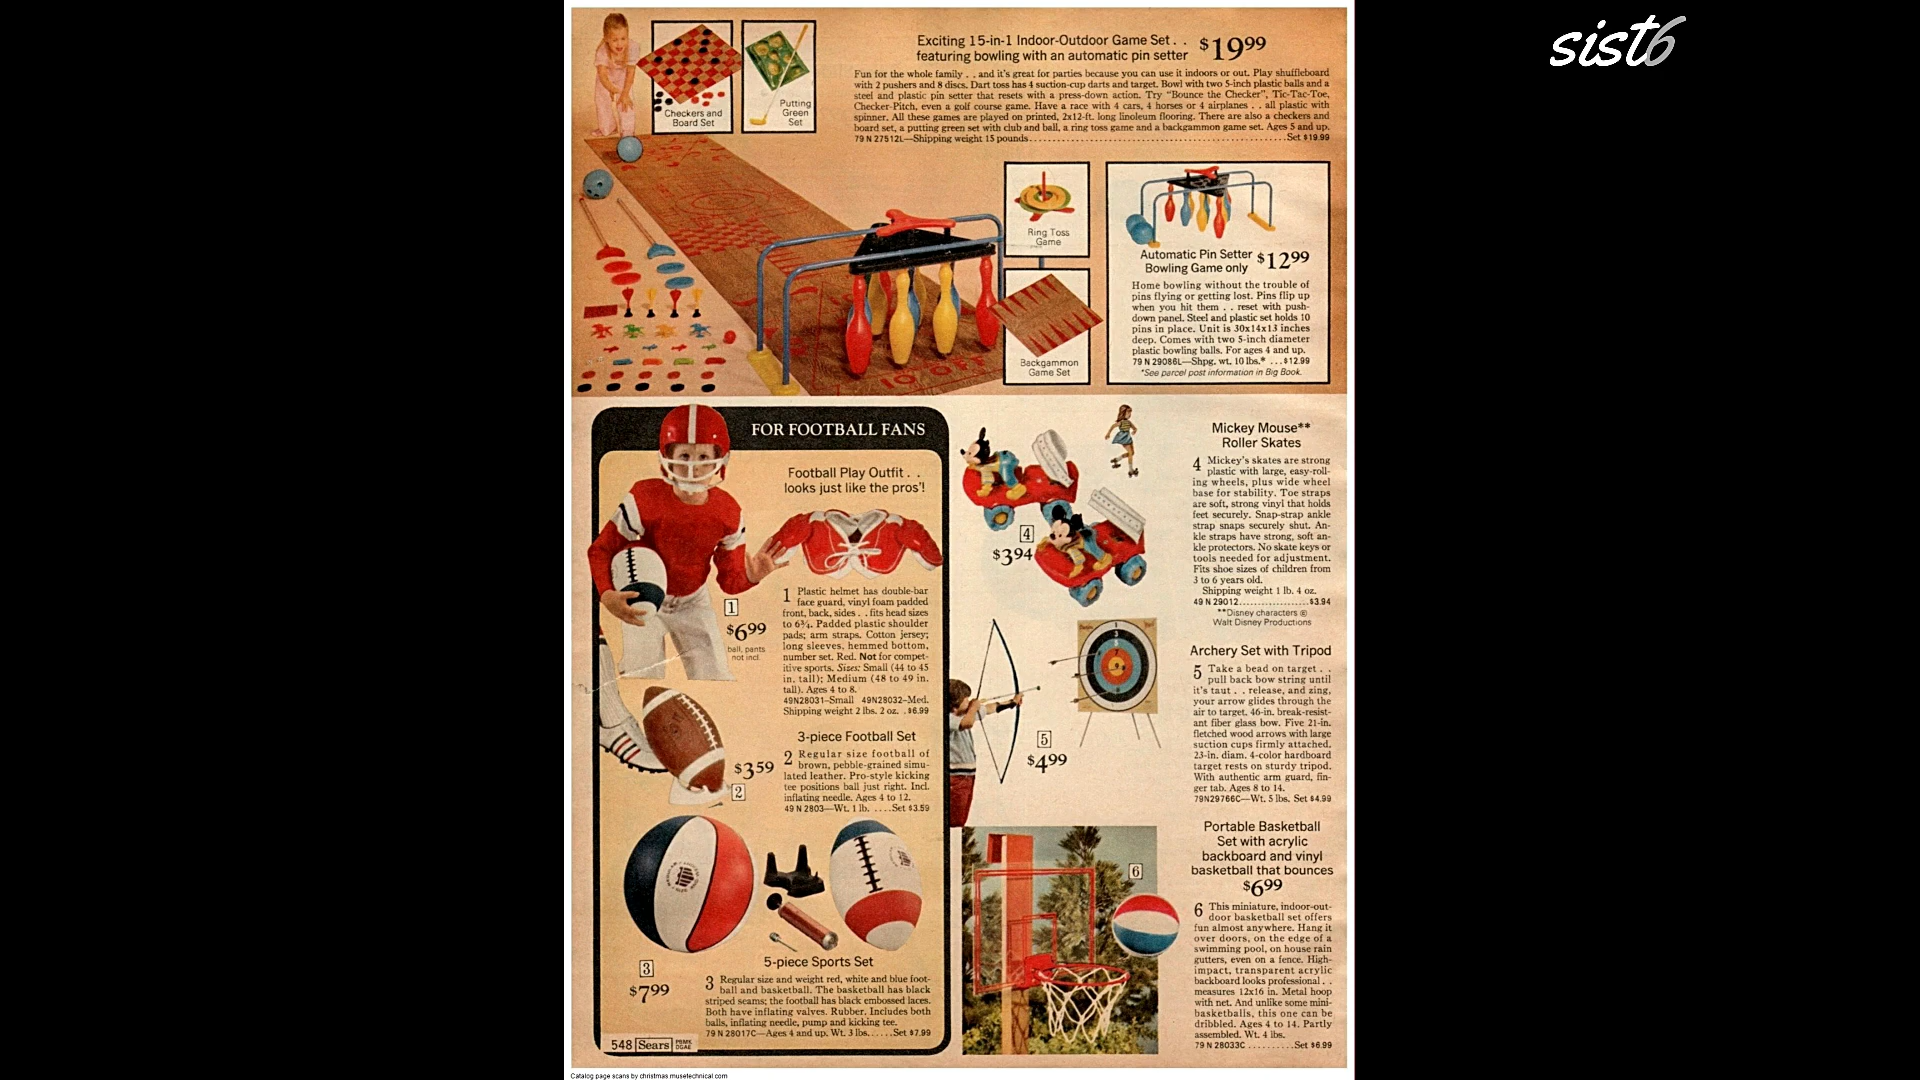 sist6
Exciting 15-in-1 Indoor-Outdoor Game Set . .
featuring bowling with an automatic pin setter
$19⁹⁹
Fun for the whole family . . and it's great for parties because you can use it indoors or out. Play shuffleboard
with 2 pushers and 8 discs. Dart toss has 4 suction-cup darts and target. Bowl with two 5-inch plastic balls and a
steel and plastic pin setter that resets with a press-down action. Try "Bounce the Checker", Tic-Tac-Toe,
Checker-Pitch, even a golf course game. Have a race with 4 cars, 4 horses or 4 airplanes . . all plastic with
spinner. All these games are played on printed, 2x12-ft. long linoleum flooring. There are also a checkers and
board set, a putting green set with club and ball, a ring toss game and a backgammon game set. Ages 5 and up.
79 N 27512L—Shipping weight 15 pounds. . . . . Set $19.99
Checkers and
Board Set
Putting
Green
Set
Ring Toss
Game
Backgammon
Game Set
10 OFF
Automatic Pin Setter
Bowling Game only
$12⁹⁹
Home bowling without the trouble of
pins flying or getting lost. Pins flip up
when you hit them . . reset with push-
down panel. Steel and plastic set holds 10
pins in place. Unit is 30x14x13 inches
deep. Comes with two 5-inch diameter
plastic bowling balls. For ages 4 and up.
79 N 29086L—Shpg. wt. 10 lbs.* . . . $12.99
*See parcel post information in Big Book.
FOR FOOTBALL FANS
Football Play Outfit . .
looks just like the pros'!
1
$6⁹⁹
ball, pants
not incl
1 Plastic helmet has double-bar
face guard, vinyl foam padded
front, back, sides . . fits head sizes
to 6¾. Padded plastic shoulder
pads; arm straps. Cotton jersey;
long sleeves, hemmed bottom,
number set. Red. Not for compet-
itive sports. Sizes: Small (44 to 45
in. tall); Medium (48 to 49 in.
tall). Ages 4 to 8.
49N28031–Small 49N28032–Med.
Shipping weight 2 lbs. 2 oz. . $6.99
3-piece Football Set
$3⁵⁹
2
2 Regular size football of
brown, pebble-grained simu-
lated leather. Pro-style kicking
tee positions ball just right. Incl.
inflating needle. Ages 4 to 12.
49 N 2803—Wt. 1 lb. . . . . Set $3.59
5-piece Sports Set
3
$7⁹⁹
3 Regular size and weight red, white and blue foot-
ball and basketball. The basketball has black
striped seams; the football has black embossed laces.
Both have inflating valves. Rubber. Includes both
balls, inflating needle, pump and kicking tee.
79 N 28017C—Ages 4 and up. Wt. 3 lbs. . . . . . Set $7.99
548 Sears PBMK
DGAE
Mickey Mouse**
Roller Skates
4
$3⁹⁴
4 Mickey's skates are strong
plastic with large, easy-roll-
ing wheels, plus wide wheel
base for stability. Toe straps
are soft, strong vinyl that holds
feet securely. Snap-strap ankle
strap snaps securely shut. An-
kle straps have strong, soft an-
kle protectors. No skate keys or
tools needed for adjustment.
Fits shoe sizes of children from
3 to 6 years old.
Shipping weight 1 lb. 4 oz.
49 N 29012. . . . . $3.94
**Disney characters ©
Walt Disney Productions
Archery Set with Tripod
5
$4⁹⁹
5 Take a bead on target . .
pull back bow string until
it's taut . . release, and zing,
your arrow glides through the
air to target. 46-in. break-resist-
ant fiber glass bow. Five 21-in.
fletched wood arrows with large
suction cups firmly attached.
23-in. diam. 4-color hardboard
target rests on sturdy tripod.
With authentic arm guard, fin-
ger tab. Ages 8 to 14.
79N29766C—Wt. 5 lbs. Set $4.99
Portable Basketball
Set with acrylic
backboard and vinyl
basketball that bounces
$6⁹⁹
6
6 This miniature, indoor-out-
door basketball set offers
fun almost anywhere. Hang it
over doors, on the edge of a
swimming pool, on house rain
gutters, even on a fence. High-
impact, transparent acrylic
backboard looks professional . .
measures 12x16 in. Metal hoop
with net. And unlike some mini-
basketballs, this one can be
dribbled. Ages 4 to 14. Partly
assembled. Wt. 4 lbs.
79 N 28033C . . . . . Set $6.99
Catalog page scans by christmas.musetechnical.com